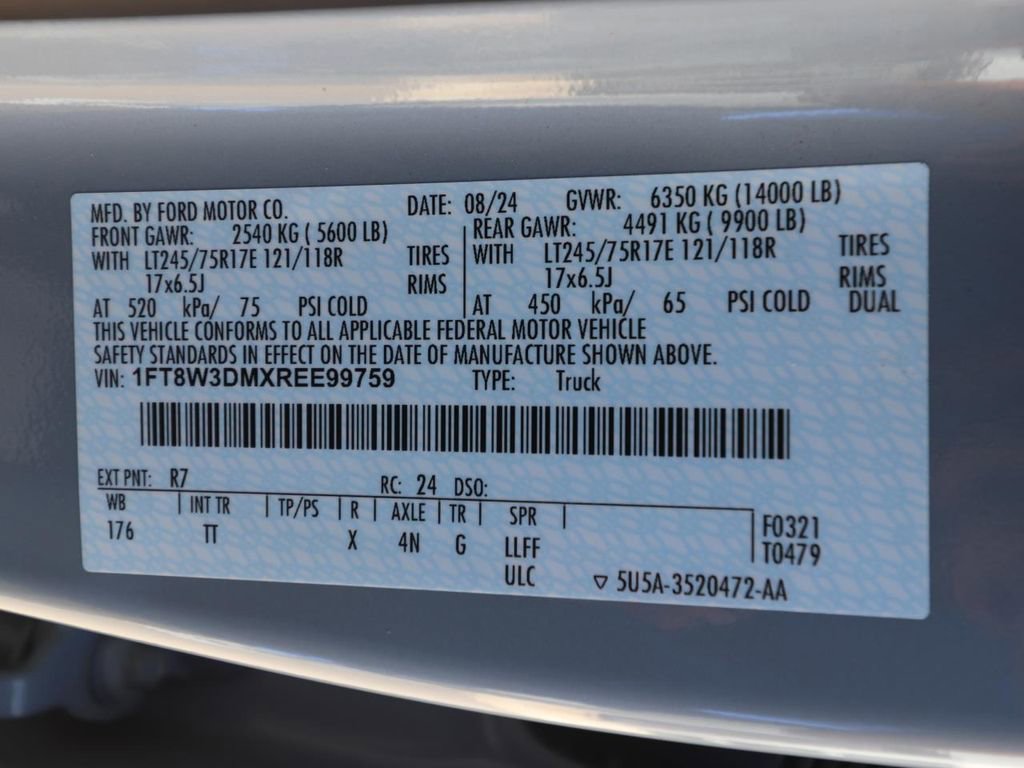 MFD. BY FORD MOTOR CO. DATE: 08/24 GVWR: 6350 KG (14000 LB)
FRONT GAWR: 2540 KG ( 5600 LB) REAR GAWR: 4491 KG ( 9900 LB)
WITH LT245/75R17E 121/118R TIRES WITH LT245/75R17E 121/118R TIRES
17x6.5J RIMS 17x6.5J RIMS
AT 520 kPa/ 75 PSI COLD AT 450 kPa/ 65 PSI COLD DUAL
THIS VEHICLE CONFORMS TO ALL APPLICABLE FEDERAL MOTOR VEHICLE
SAFETY STANDARDS IN EFFECT ON THE DATE OF MANUFACTURE SHOWN ABOVE.
VIN: 1FT8W3DMXREE99759 TYPE: Truck
EXT PNT: R7 RC: 24 DSO:
WB INT TR TP/PS R AXLE TR SPR
176 TT X 4N G LLFF F0321
ULC T0479
▽ 5U5A-3520472-AA